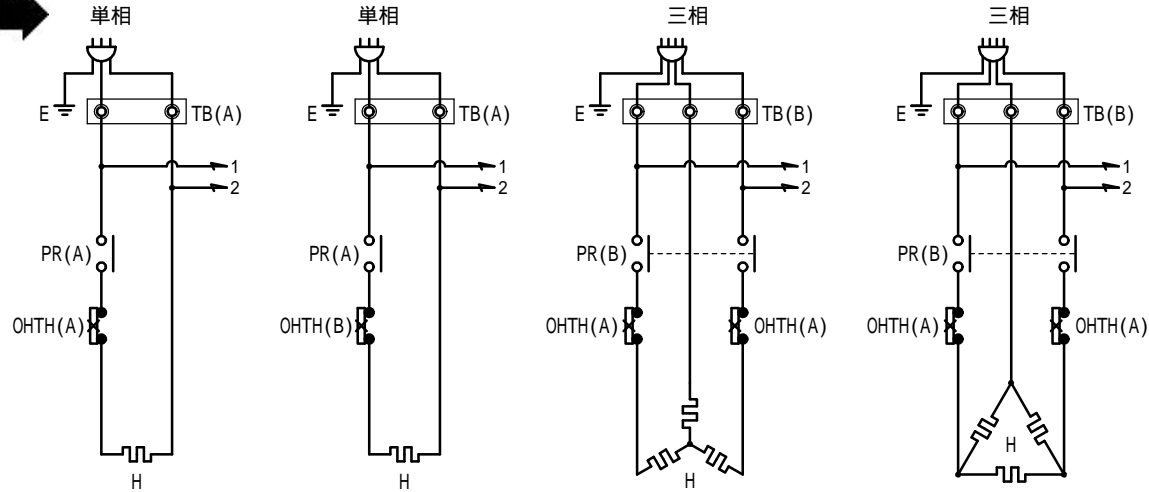 単相
E
TB(A)
1
2
PR(A)
OHTH(A)
H
単相
E
TB(A)
1
2
PR(A)
OHTH(B)
H
三相
E
TB(B)
1
2
PR(B)
OHTH(A)
OHTH(A)
H
三相
E
TB(B)
1
2
PR(B)
OHTH(A)
OHTH(A)
H